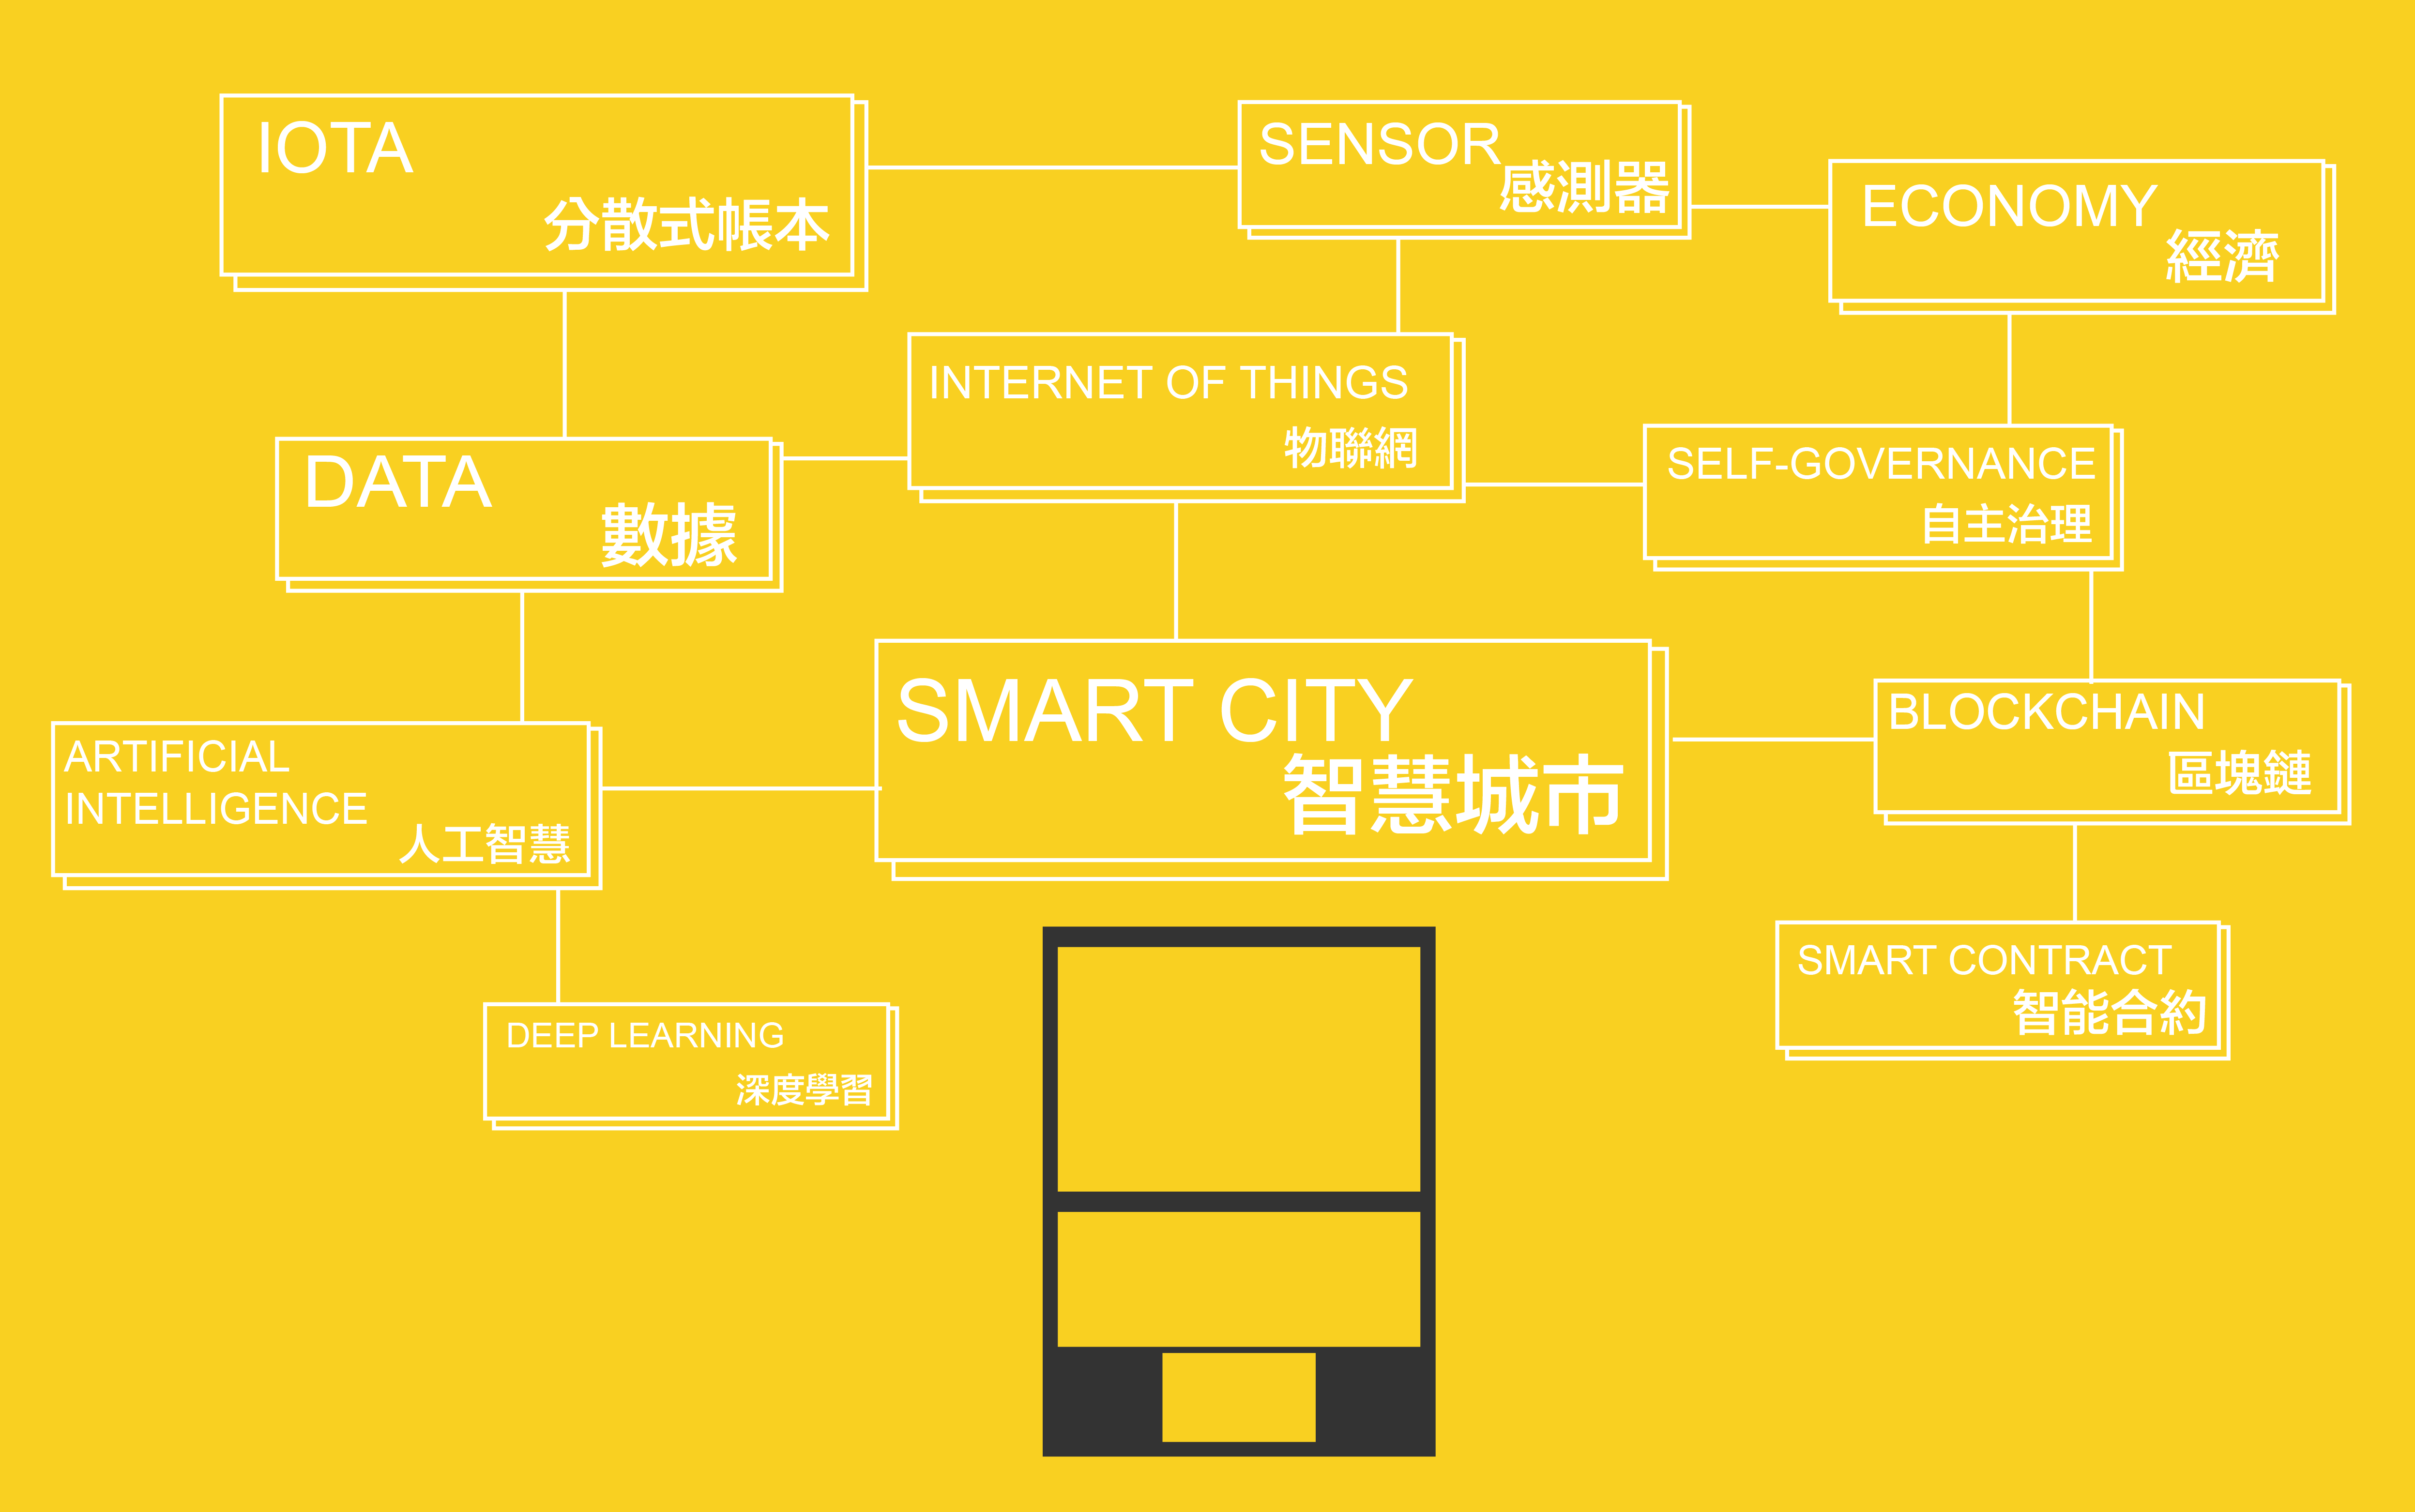 IOTA
分散式帳本
SENSOR
感測器
ECONOMY
經濟
INTERNET OF THINGS
物聯網
DATA
數據
SELF-GOVERNANCE
自主治理
SMART CITY
智慧城市
BLOCKCHAIN
區塊鏈
ARTIFICIAL
INTELLIGENCE
人工智慧
SMART CONTRACT
智能合約
DEEP LEARNING
深度學習